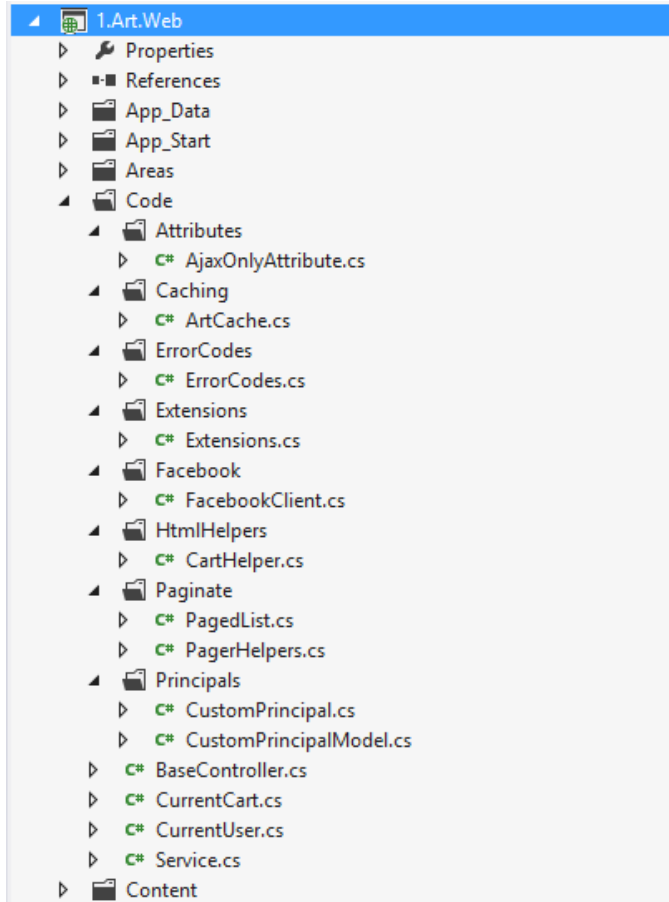 1.Art.Web
Properties
References
App_Data
App_Start
Areas
Code
Attributes
C# AjaxOnlyAttribute.cs
Caching
C# ArtCache.cs
ErrorCodes
C# ErrorCodes.cs
Extensions
C# Extensions.cs
Facebook
C# FacebookClient.cs
HtmlHelpers
C# CartHelper.cs
Paginate
C# PagedList.cs
C# PagerHelpers.cs
Principals
C# CustomPrincipal.cs
C# CustomPrincipalModel.cs
C# BaseController.cs
C# CurrentCart.cs
C# CurrentUser.cs
C# Service.cs
Content